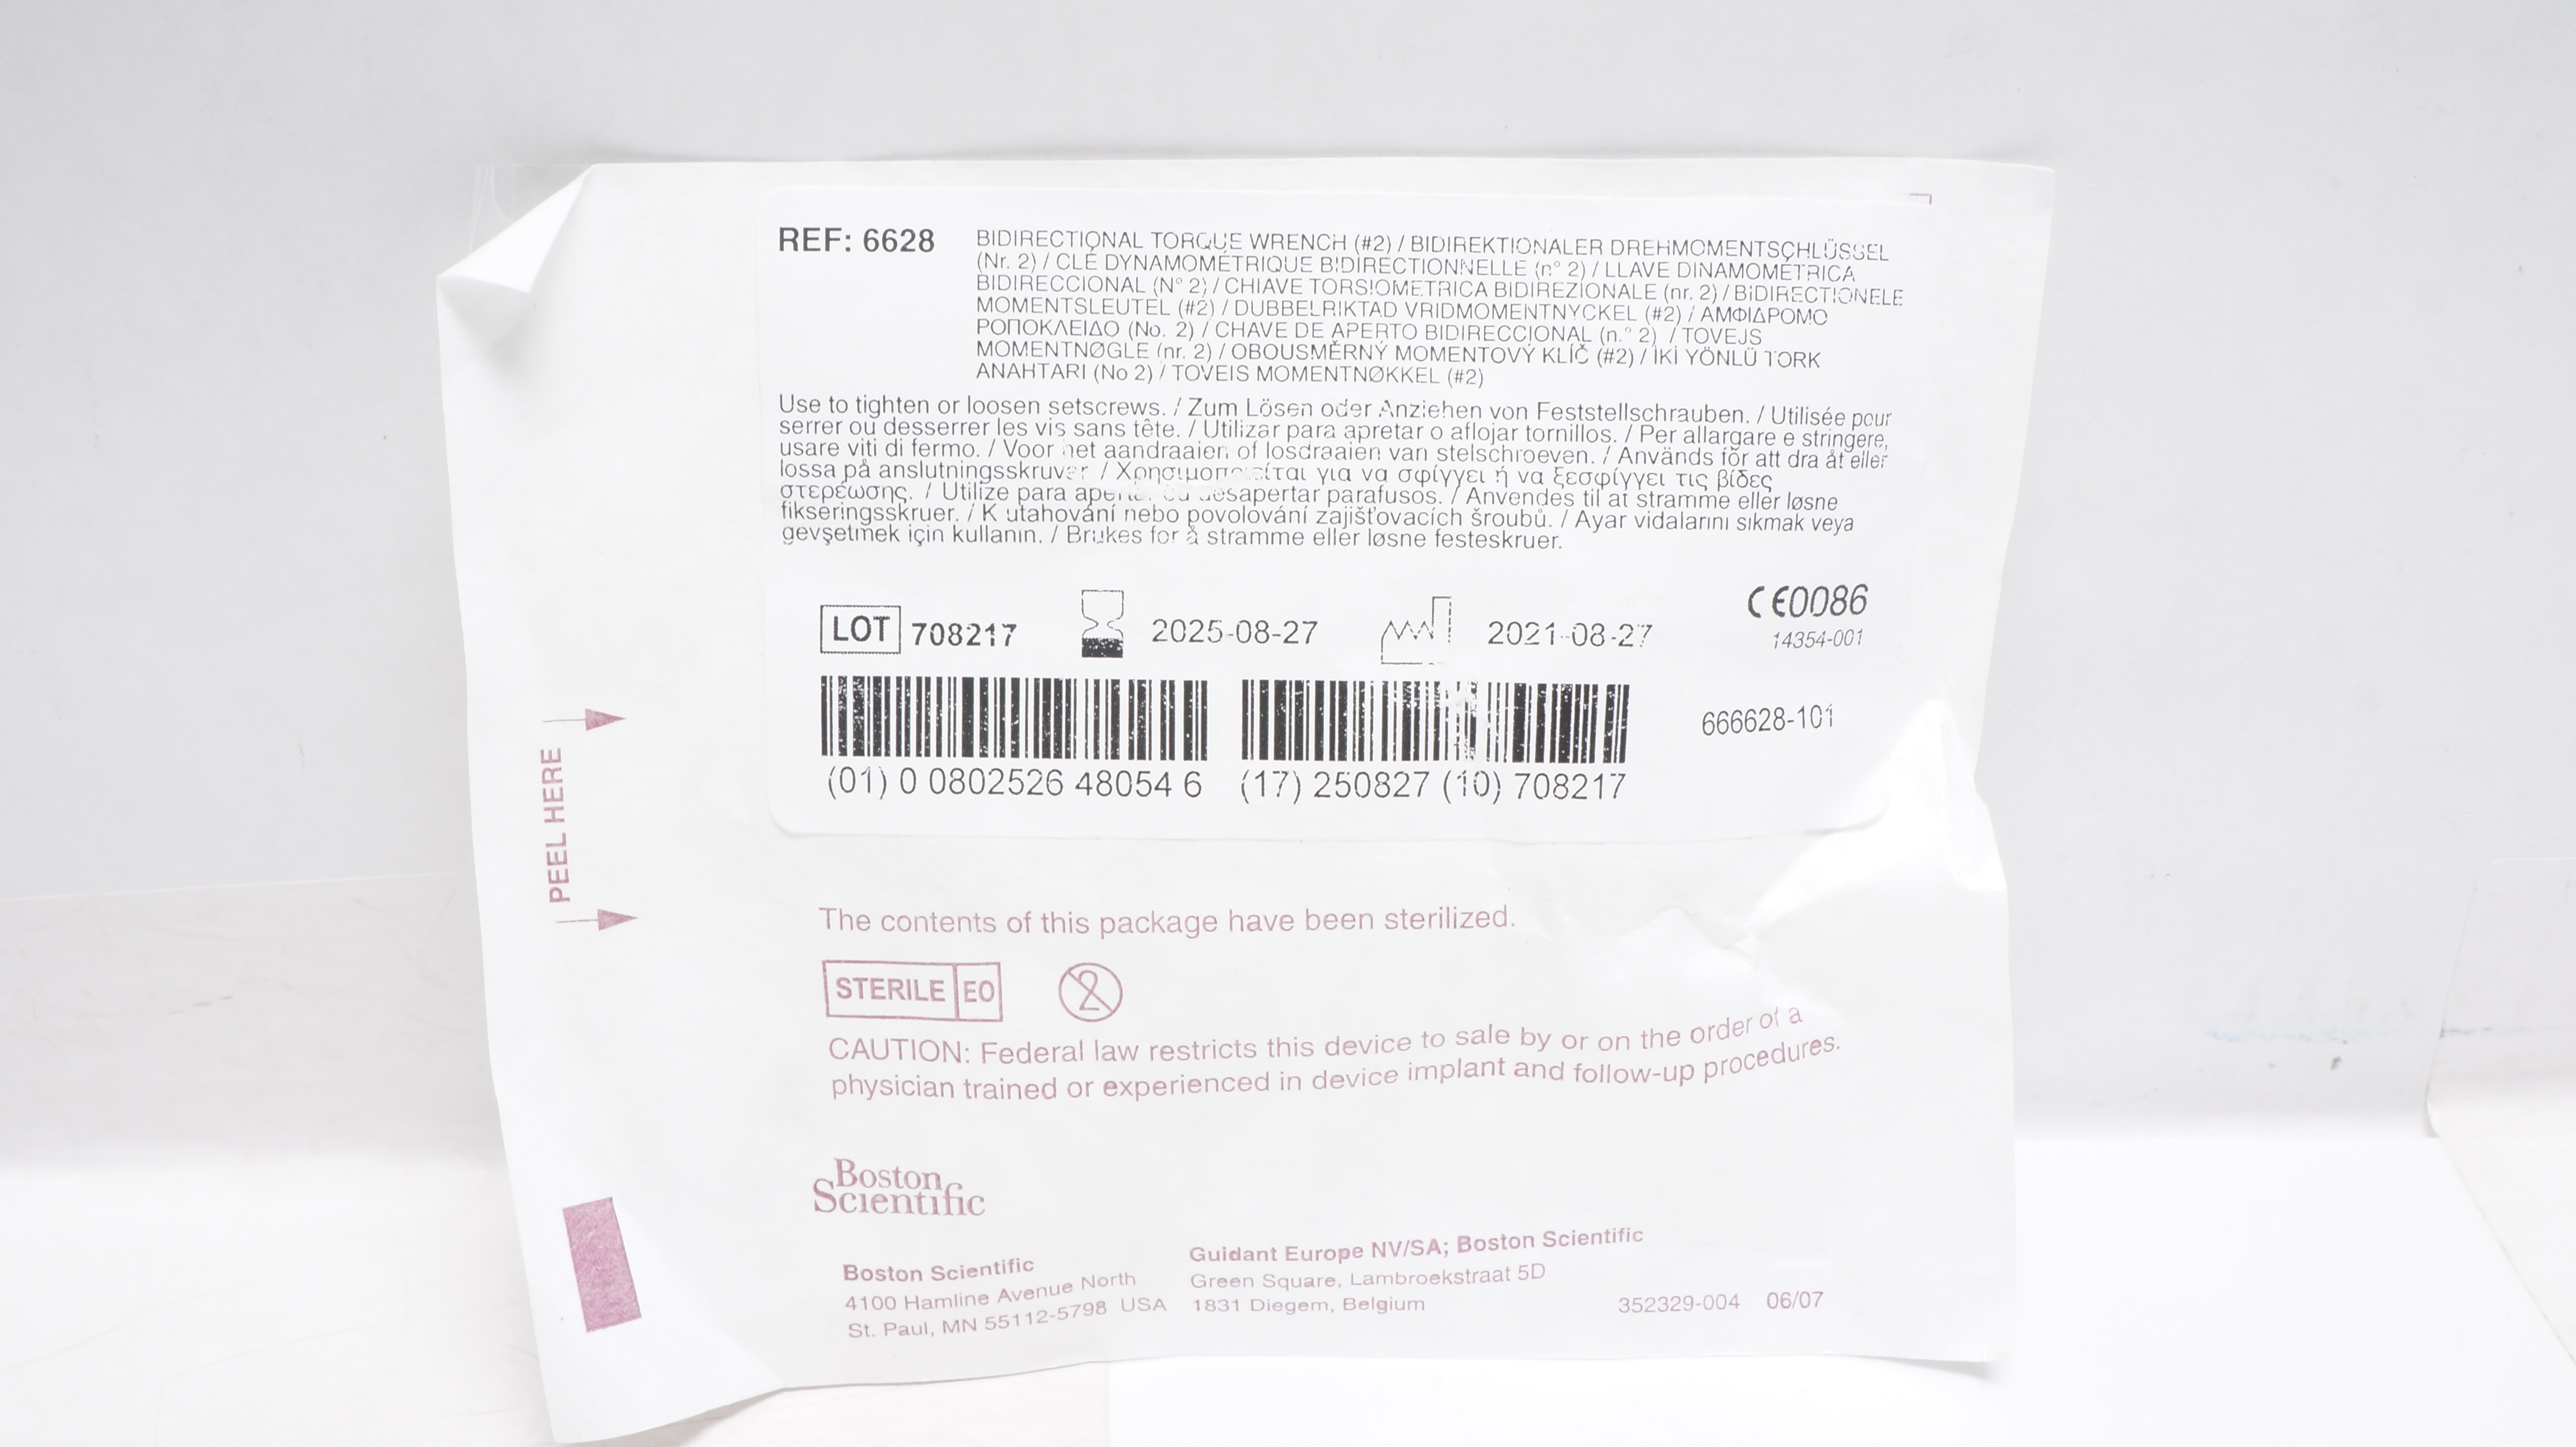 REF: 6628
BIDIRECTIONAL TORQUE WRENCH (#2) / BIDIREKTIONALER DREHMOMENTSCHLÜSSEL
(Nr. 2) / CLÉ DYNAMOMÉTRIQUE BIDIRECTIONNELLE (n° 2) / LLAVE DINAMOMÉTRICA
BIDIRECCIONAL (N° 2) / CHIAVE TORSIOMETRICA BIDIREZIONALE (nr. 2) / BIDIRECTIONELE
MOMENTSLEUTEL (#2) / DUBBELRIKTAD VRIDMOMENTNYCKEL (#2) / ΑΜΦΙΔΡΟΜΟ
ΡΟΠΟΚΛΕΙΔΟ (No. 2) / CHAVE DE APERTO BIDIRECCIONAL (n.° 2) / TOVEJS
MOMENTNØGLE (nr. 2) / OBOUSMĚRNÝ MOMENTOVÝ KLÍČ (#2) / İKİ YÖNLÜ TORK
ANAHTARI (No 2) / TOVEIS MOMENTNØKKEL (#2)
Use to tighten or loosen setscrews. / Zum Lösen oder Anziehen von Feststellschrauben. / Utilisée pour
serrer ou desserrer les vis sans tête. / Utilizar para apretar o aflojar tornillos. / Per allargare e stringere,
usare viti di fermo. / Voor het aandraaien of losdraaien van stelschroeven. / Används för att dra åt eller
lossa på anslutningsskruvar / Χρησιμοποιείται για να σφίγγει ή να ξεσφίγγει τις βίδες
στερέωσης. / Utilize para apertar ou desapertar parafusos. / Anvendes til at stramme eller løsne
fikseringsskruer. / K utahování nebo povolování zajišťovacích šroubů. / Ayar vidalarını sıkmak veya
gevşetmek için kullanın. / Brukes for å stramme eller løsne festeskruer.
LOT 708217 2025-08-27 2021-08-27 CE0086
14354-001
666628-101
(01) 0 0802526 48054 6 (17) 250827 (10) 708217
PEEL HERE
The contents of this package have been sterilized.
STERILE EO 2
CAUTION: Federal law restricts this device to sale by or on the order of a
physician trained or experienced in device implant and follow-up procedures.
Boston
Scientific
Boston Scientific
4100 Hamline Avenue North
St. Paul, MN 55112-5798 USA
Guidant Europe NV/SA; Boston Scientific
Green Square, Lambroekstraat 5D
1831 Diegem, Belgium
352329-004 06/07